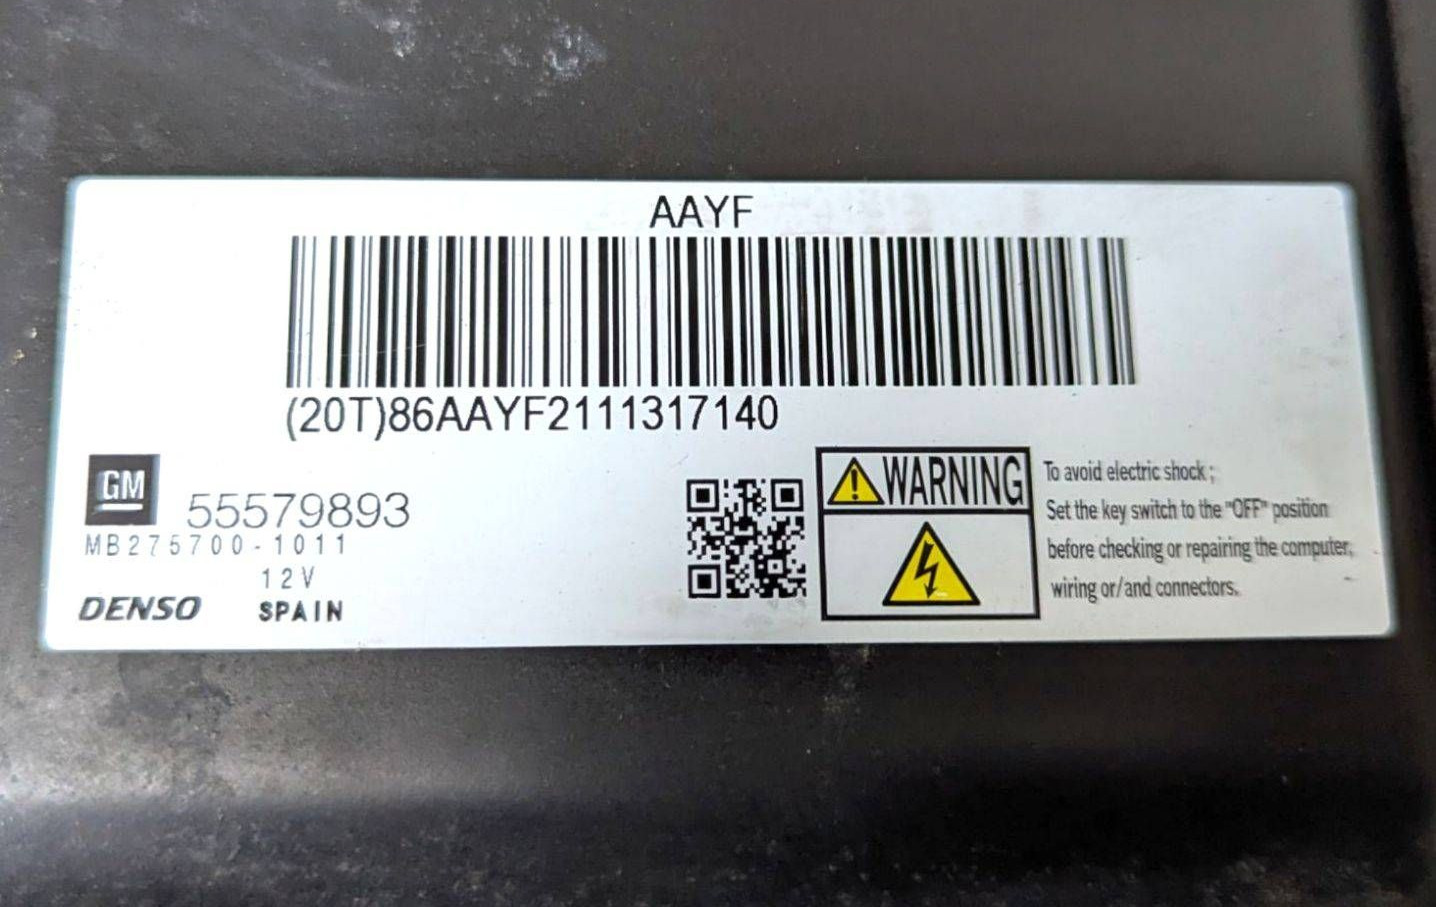 AAYF
(20T)86AAYF2111317140
GM
55579893
MB275700-1011
12V
DENSO SPAIN
WARNING
To avoid electric shock ;
Set the key switch to the "OFF" position
before checking or repairing the computer,
wiring or/and connectors.